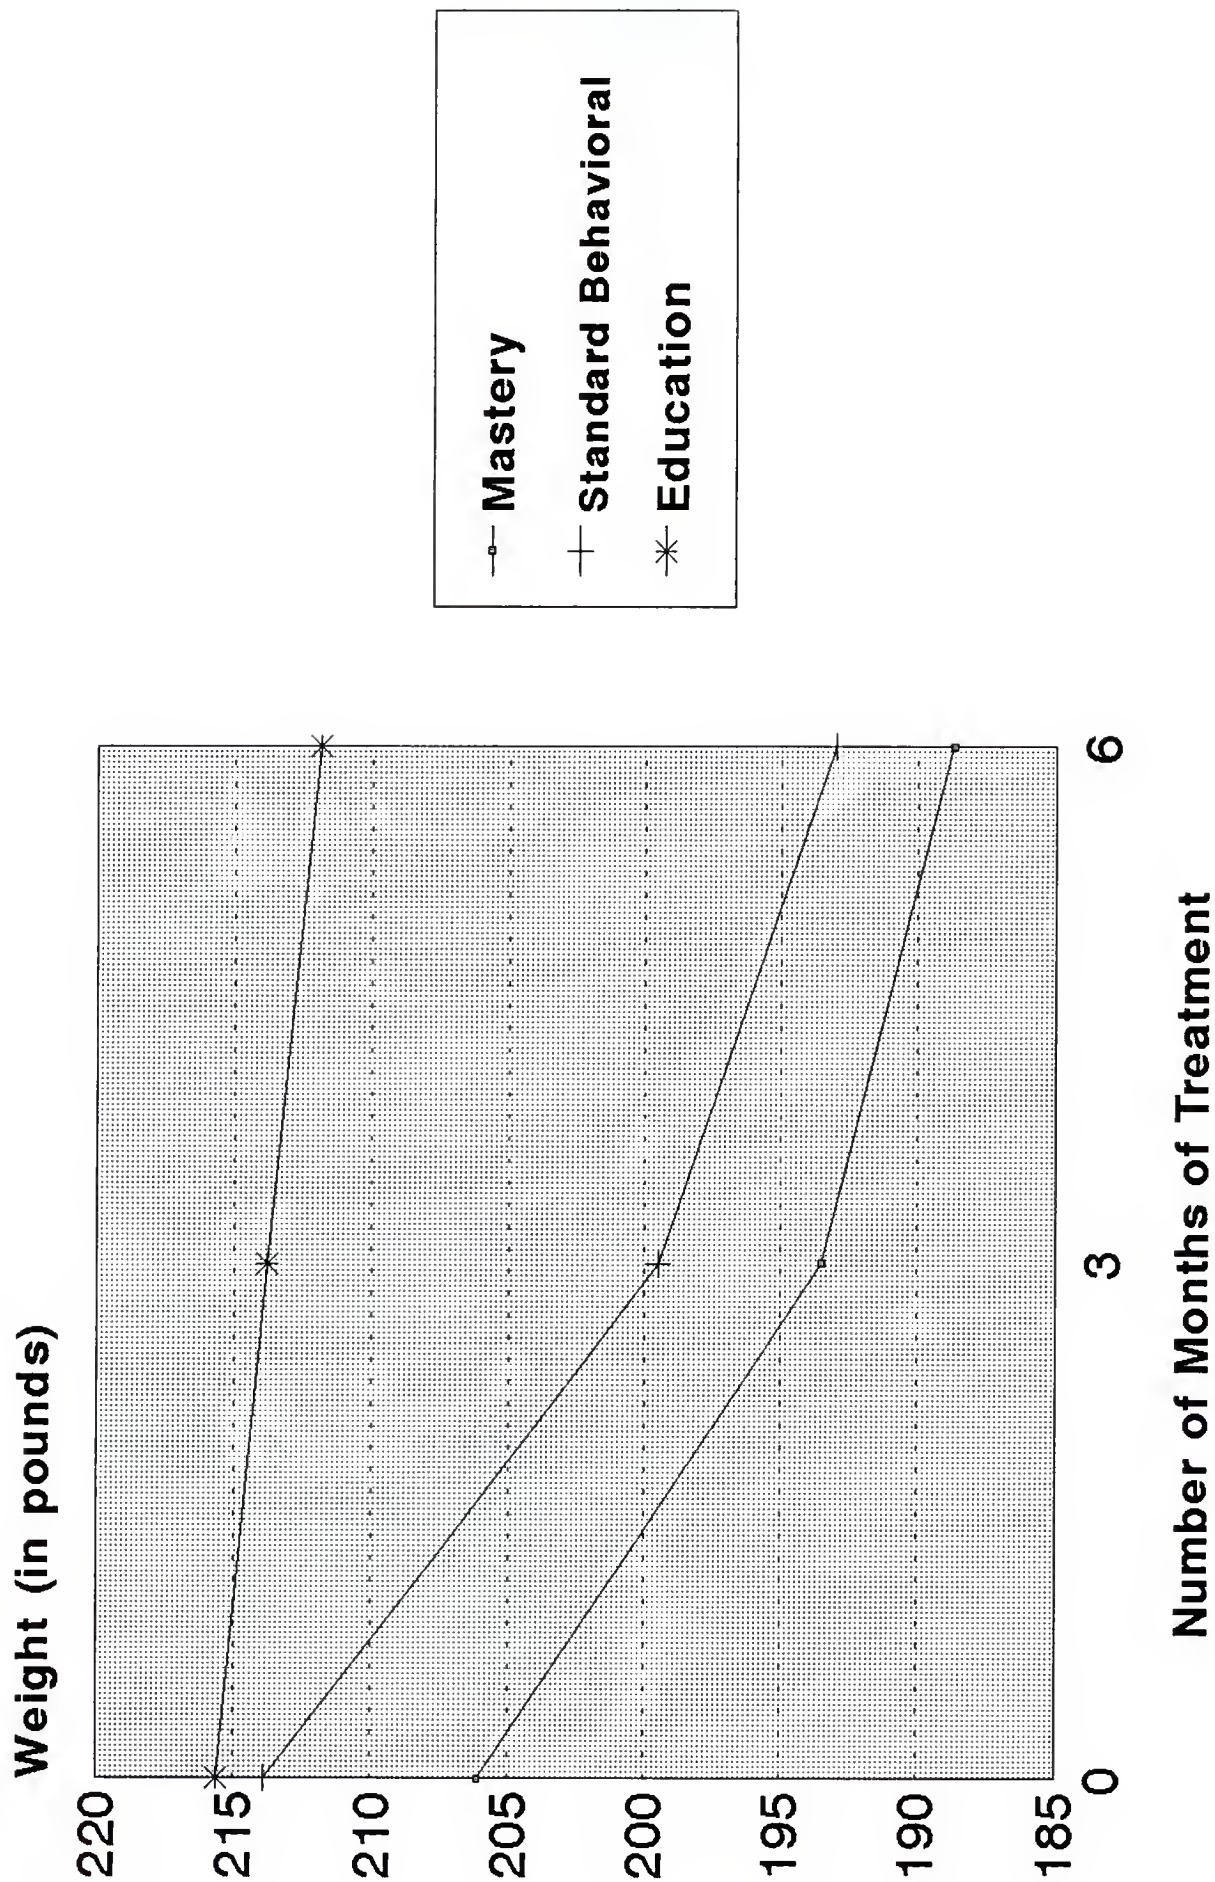 Weight (in pounds)
220
215
210
205
200
195
190
185
0
3
6
Number of Months of Treatment
Mastery
Standard Behavioral
Education